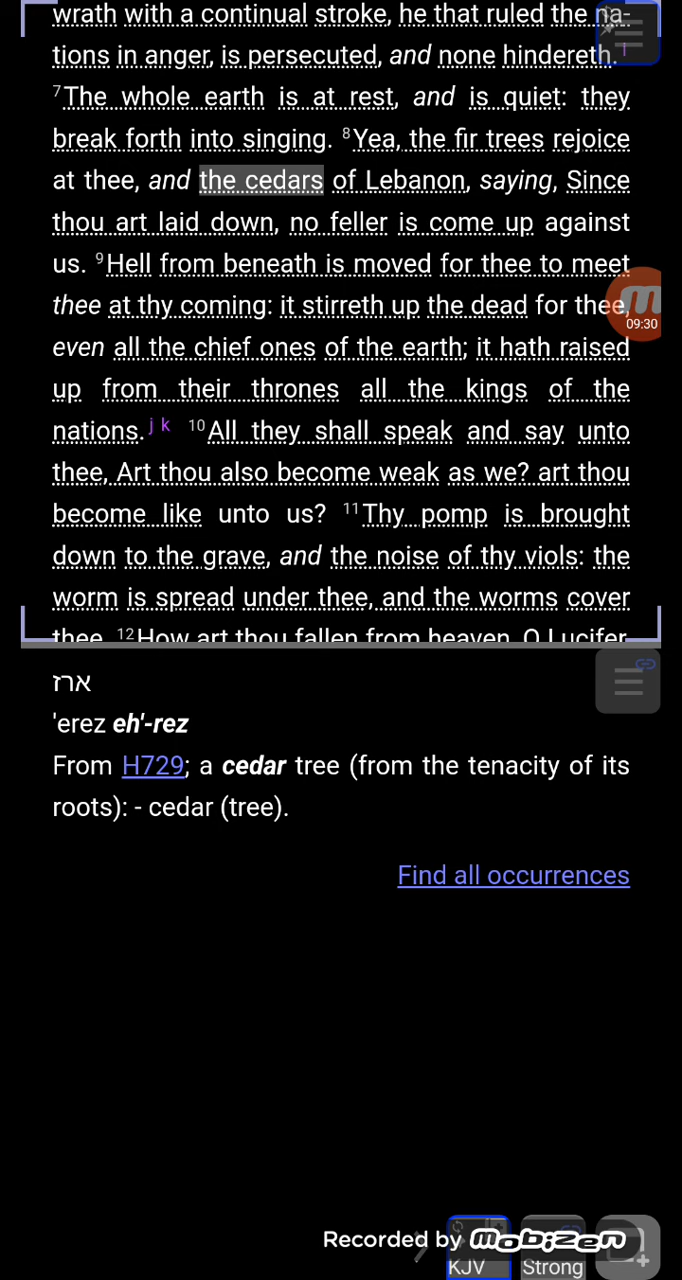 wrath with a continual stroke, he that ruled the na-
tions in anger, is persecuted, and none hindereth. i
7The whole earth is at rest, and is quiet: they
break forth into singing. 8Yea, the fir trees rejoice
at thee, and the cedars of Lebanon, saying, Since
thou art laid down, no feller is come up against
us. 9Hell from beneath is moved for thee to meet
thee at thy coming: it stirreth up the dead for thee,
even all the chief ones of the earth; it hath raised
up from their thrones all the kings of the
nations. j k 10All they shall speak and say unto
thee, Art thou also become weak as we? art thou
become like unto us? 11Thy pomp is brought
down to the grave, and the noise of thy viols: the
worm is spread under thee, and the worms cover
thee. 12How art thou fallen from heaven, O Lucifer,
09:30
ארז
'erez eh'-rez
From H729; a cedar tree (from the tenacity of its
roots): - cedar (tree).
Find all occurrences
Recorded by mobizen
KJV Strong